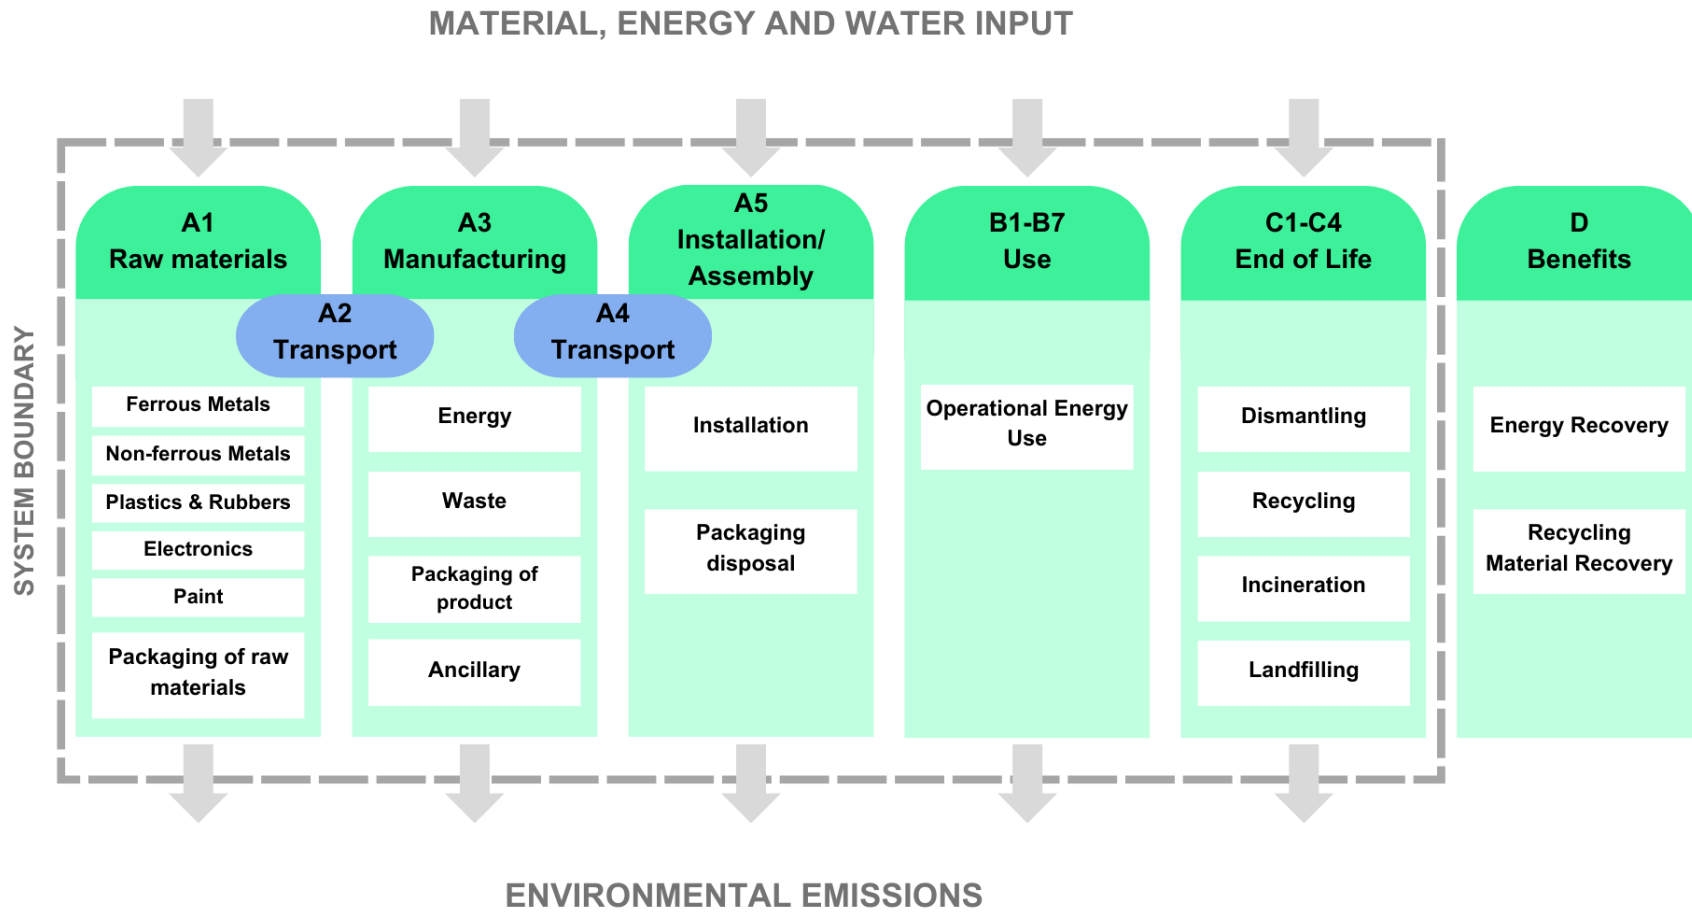 MATERIAL, ENERGY AND WATER INPUT
SYSTEM BOUNDARY
A1
Raw materials
A2
Transport
Ferrous Metals
Non-ferrous Metals
Plastics & Rubbers
Electronics
Paint
Packaging of raw
materials
A3
Manufacturing
A4
Transport
Energy
Waste
Packaging of
product
Ancillary
A5
Installation/
Assembly
Installation
Packaging
disposal
B1-B7
Use
Operational Energy
Use
C1-C4
End of Life
Dismantling
Recycling
Incineration
Landfilling
D
Benefits
Energy Recovery
Recycling
Material Recovery
ENVIRONMENTAL EMISSIONS